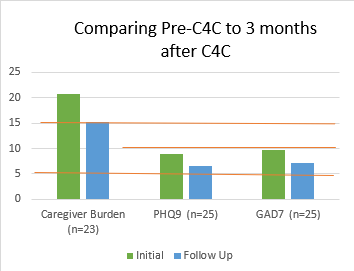 Comparing Pre-C4C to 3 months
after C4C
25
20
15
10
5
0
Caregiver Burden
(n=23)
PHQ9 (n=25)
GAD7 (n=25)
Initial
Follow Up